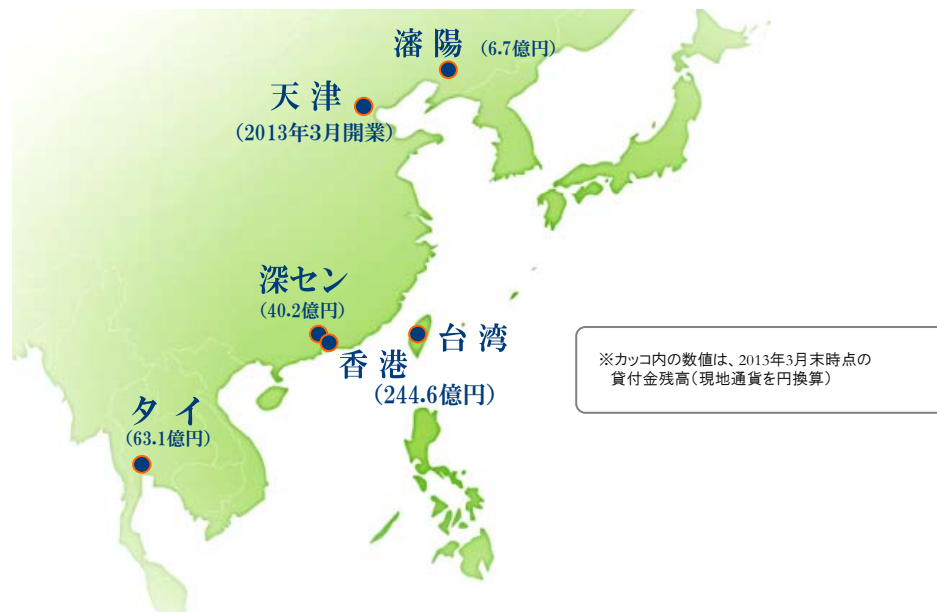 瀋 陽 (6.7億円)
天 津
(2013年3月開業)
深セン
(40.2億円)
台 湾
香 港
(244.6億円)
※カッコ内の数値は、2013年3月末時点の
貸付金残高(現地通貨を円換算)
タ イ
(63.1億円)